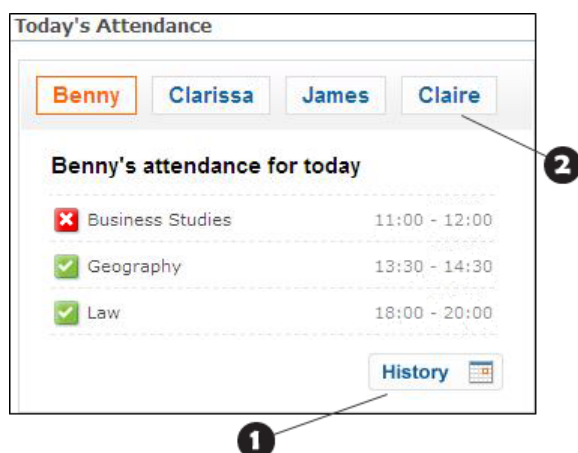 Today's Attendance
Benny Clarissa James Claire
2
Benny's attendance for today
Business Studies 11:00 - 12:00
Geography 13:30 - 14:30
Law 18:00 - 20:00
History
1